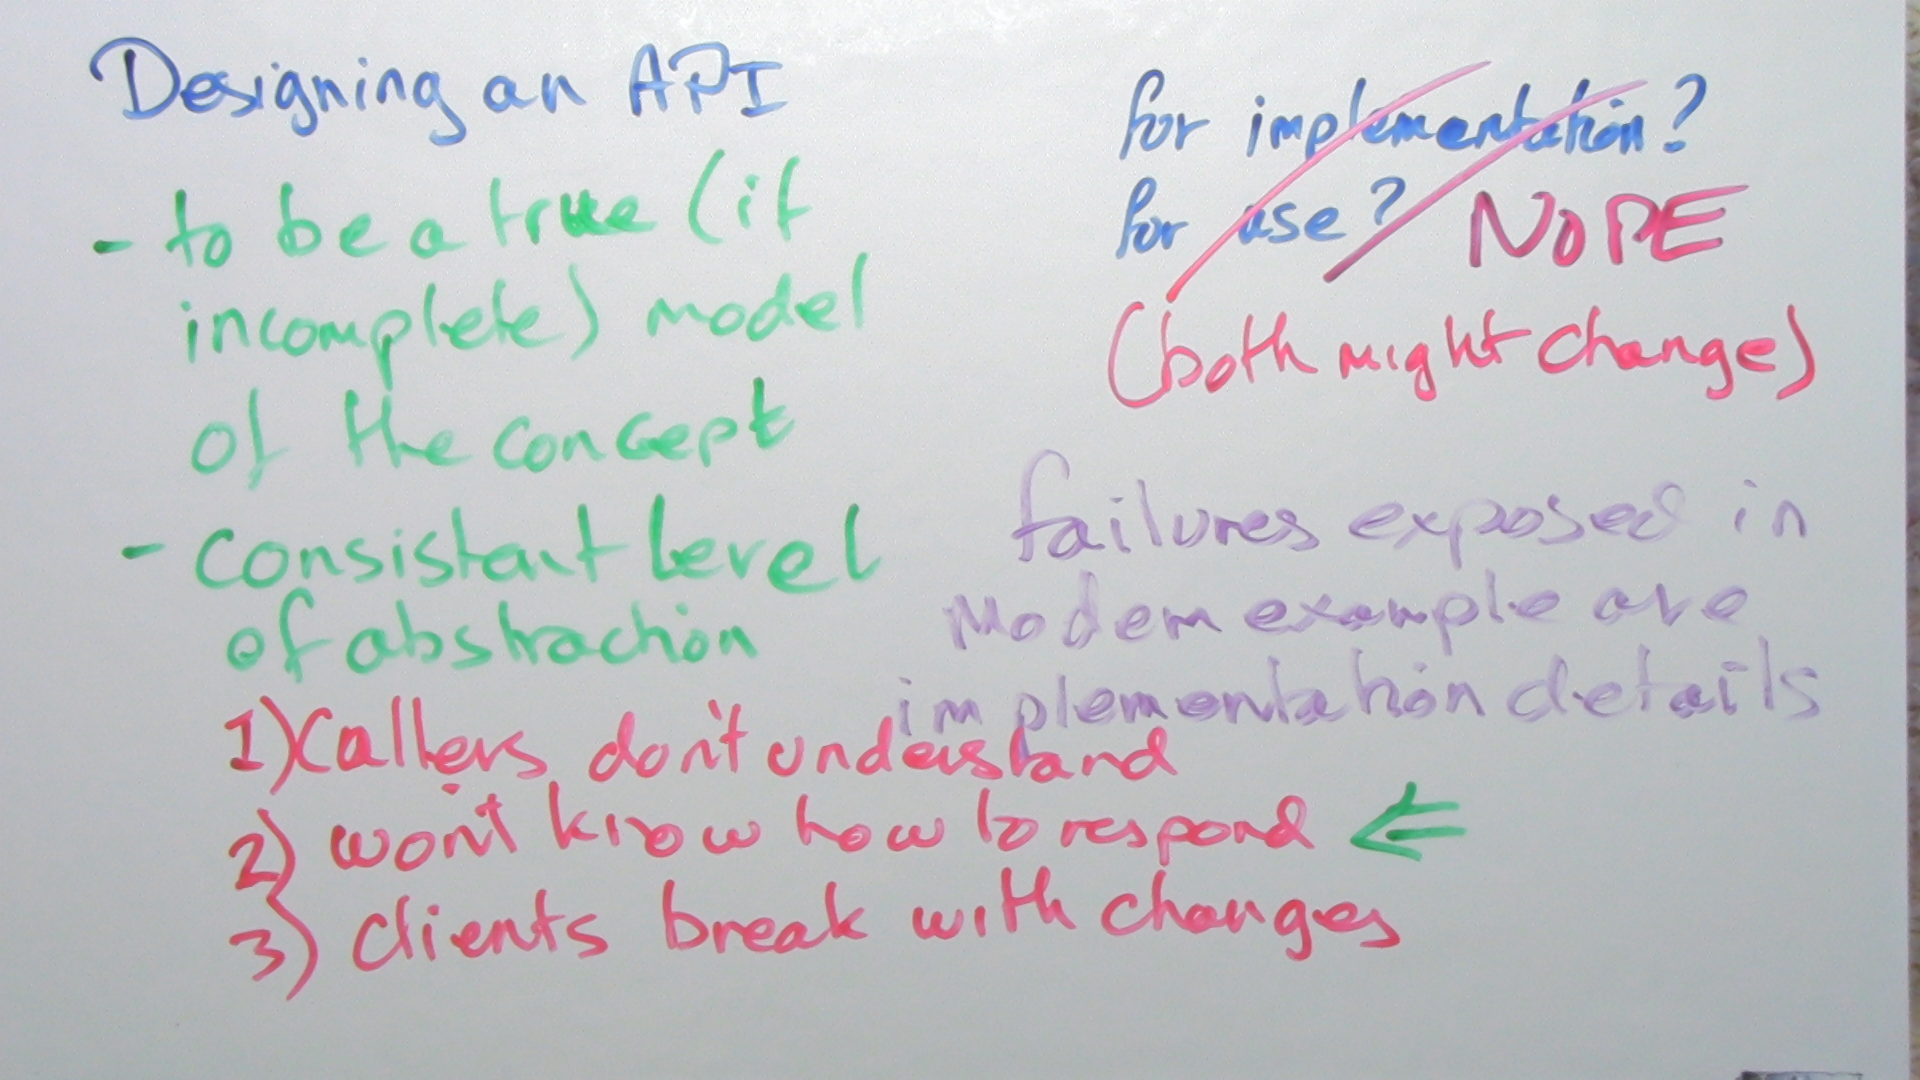 Designing an API
- to be a true (if
incomplete) model
of the concept
- consistent level
of abstraction
1) Callers don't understand
2) won't know how to respond
3) clients break with changes
for implementation?
for use? NOPE
(both might change)
failures exposed in
Modem example are
implementation details